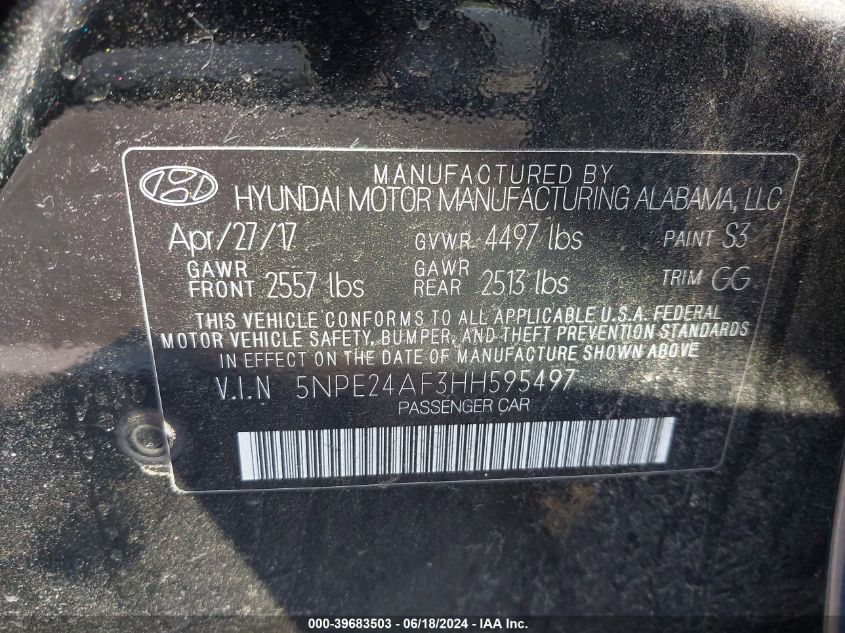 MANUFACTURED BY
HYUNDAI MOTOR MANUFACTURING ALABAMA, LLC
Apr/27/17 GVWR 4497 lbs PAINT S3
GAWR FRONT 2557 lbs GAWR REAR 2513 lbs TRIM GG
THIS VEHICLE CONFORMS TO ALL APPLICABLE U.S.A. FEDERAL
MOTOR VEHICLE SAFETY, BUMPER, AND THEFT PREVENTION STANDARDS
IN EFFECT ON THE DATE OF MANUFACTURE SHOWN ABOVE
V.I.N 5NPE24AF3HH595497
PASSENGER CAR
000-39683503 - 06/18/2024 - IAA Inc.